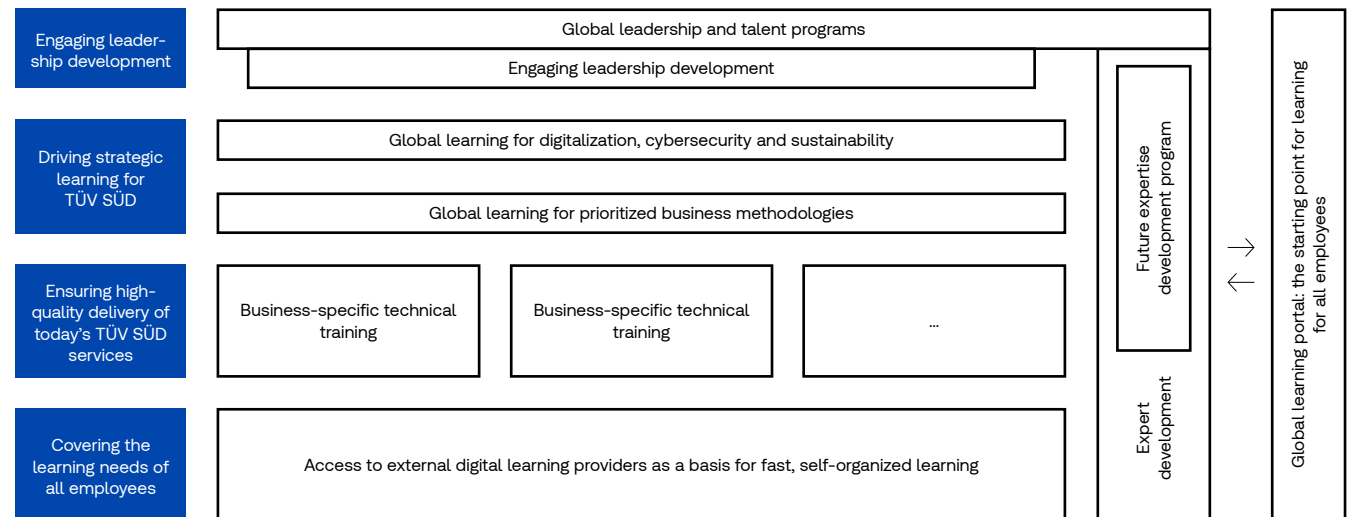 Engaging leader-
ship development
Global leadership and talent programs
Engaging leadership development
Driving strategic
learning for
TÜV SÜD
Global learning for digitalization, cybersecurity and sustainability
Global learning for prioritized business methodologies
Ensuring high-
quality delivery of
today’s TÜV SÜD
services
Business-specific technical
training
Business-specific technical
training
...
Covering the
learning needs of
all employees
Access to external digital learning providers as a basis for fast, self-organized learning
Future expertise
development program
Expert
development
Global learning portal: the starting point for learning
for all employees